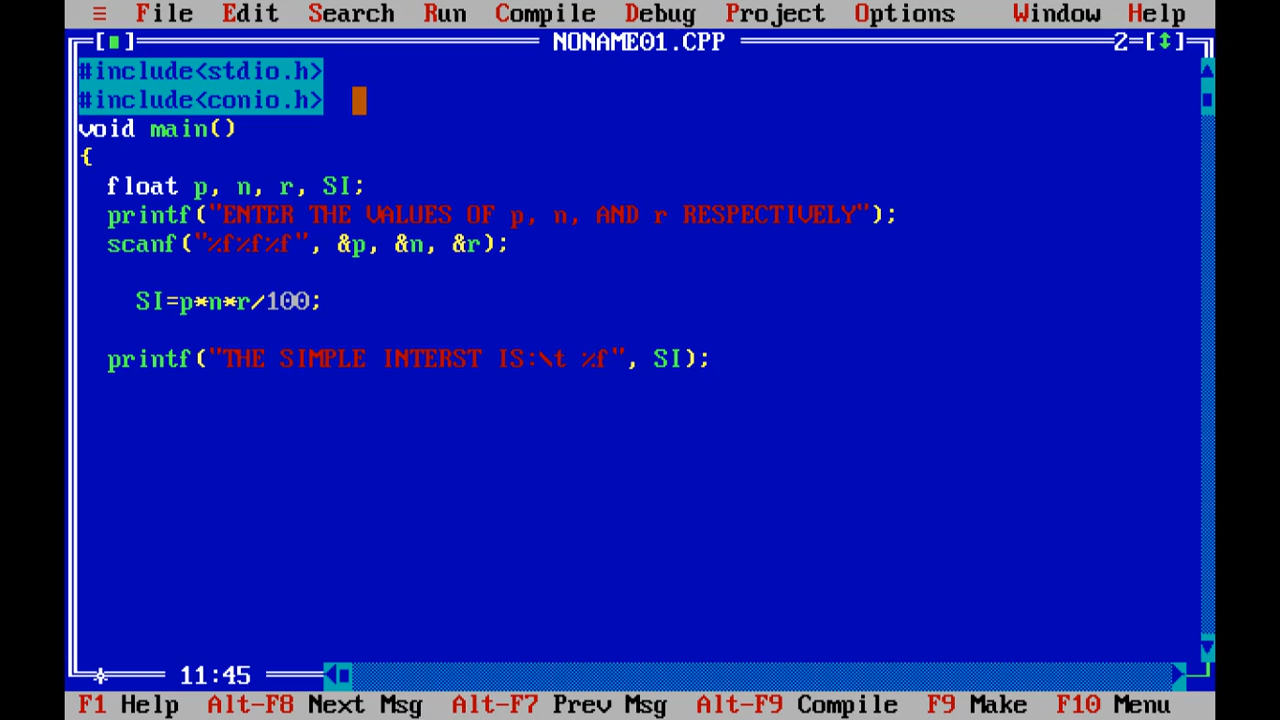 ≡ File Edit Search Run Compile Debug Project Options Window Help
[■] NONAME01.CPP 2=[↕]
#include<stdio.h>
#include<conio.h>
void main()
{
float p, n, r, SI;
printf("ENTER THE VALUES OF p, n, AND r RESPECTIVELY");
scanf("%f%f%f", &p, &n, &r);
SI=p*n*r/100;
printf("THE SIMPLE INTERST IS:\t %f", SI);
11:45
F1 Help Alt-F8 Next Msg Alt-F7 Prev Msg Alt-F9 Compile F9 Make F10 Menu